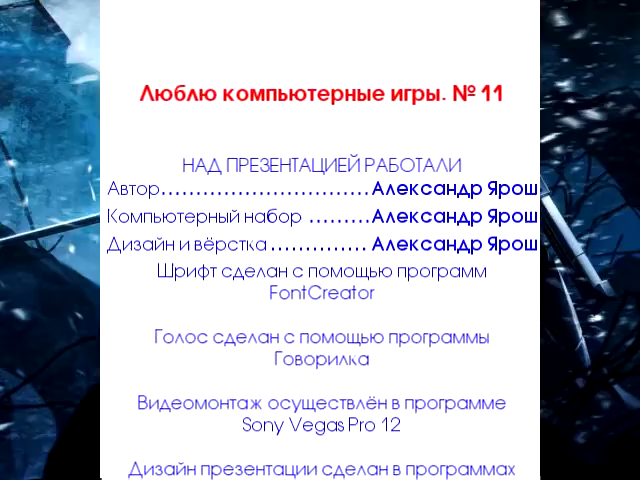 Люблю компьютерные игры. № 11
НАД ПРЕЗЕНТАЦИЕЙ РАБОТАЛИ
Автор.............................Александр Ярош
Компьютерный набор .........Александр Ярош
Дизайн и вёрстка.............. Александр Ярош
Шрифт сделан с помощью программ
FontCreator
Голос сделан с помощью программы
Говорилка
Видеомонтаж осуществлён в программе
Sony Vegas Pro 12
Дизайн презентации сделан в программах